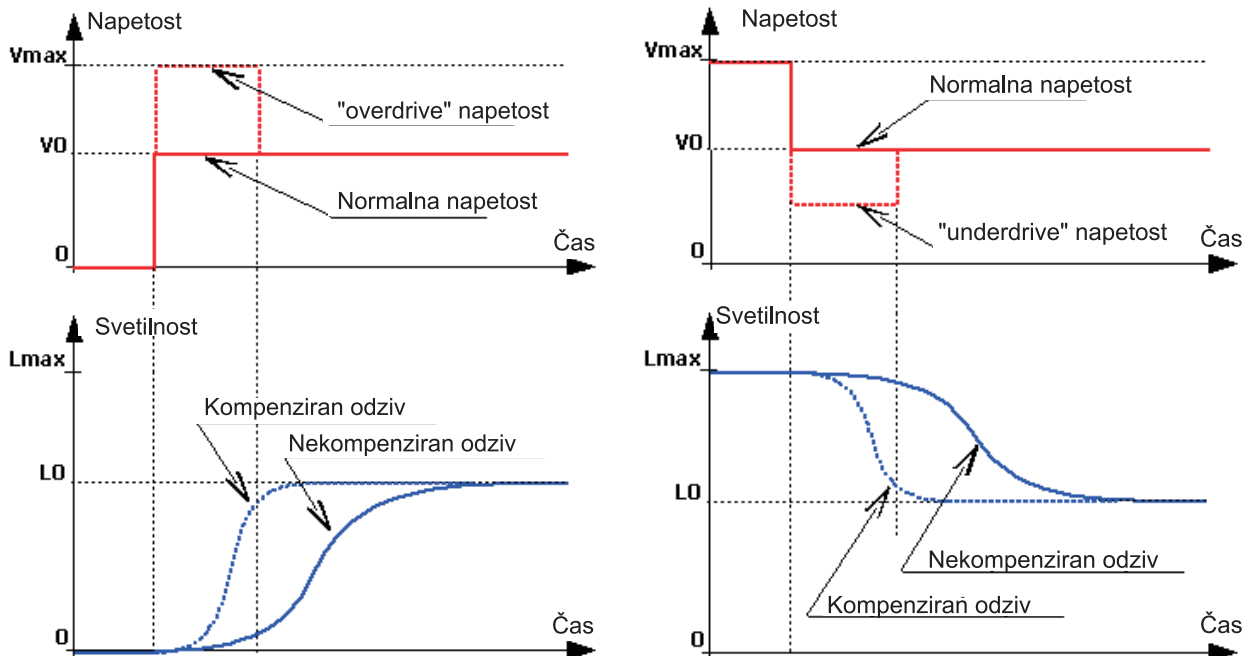 Napetost
Vmax
"overdrive" napetost
V0
Normalna napetost
0
Čas
Svetilnost
Lmax
Kompenziran odziv
Nekompenziran odziv
L0
0
Čas
Napetost
Vmax
Normalna napetost
V0
"underdrive" napetost
0
Čas
Svetilnost
Lmax
L0
Nekompenziran odziv
Kompenziran odziv
0
Čas